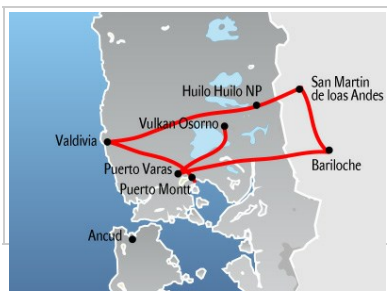 San Martin
de loas Andes
Huilo Huilo NP
Vulkan Osorno
Valdivia
Bariloche
Puerto Varas
Puerto Montt
Ancud